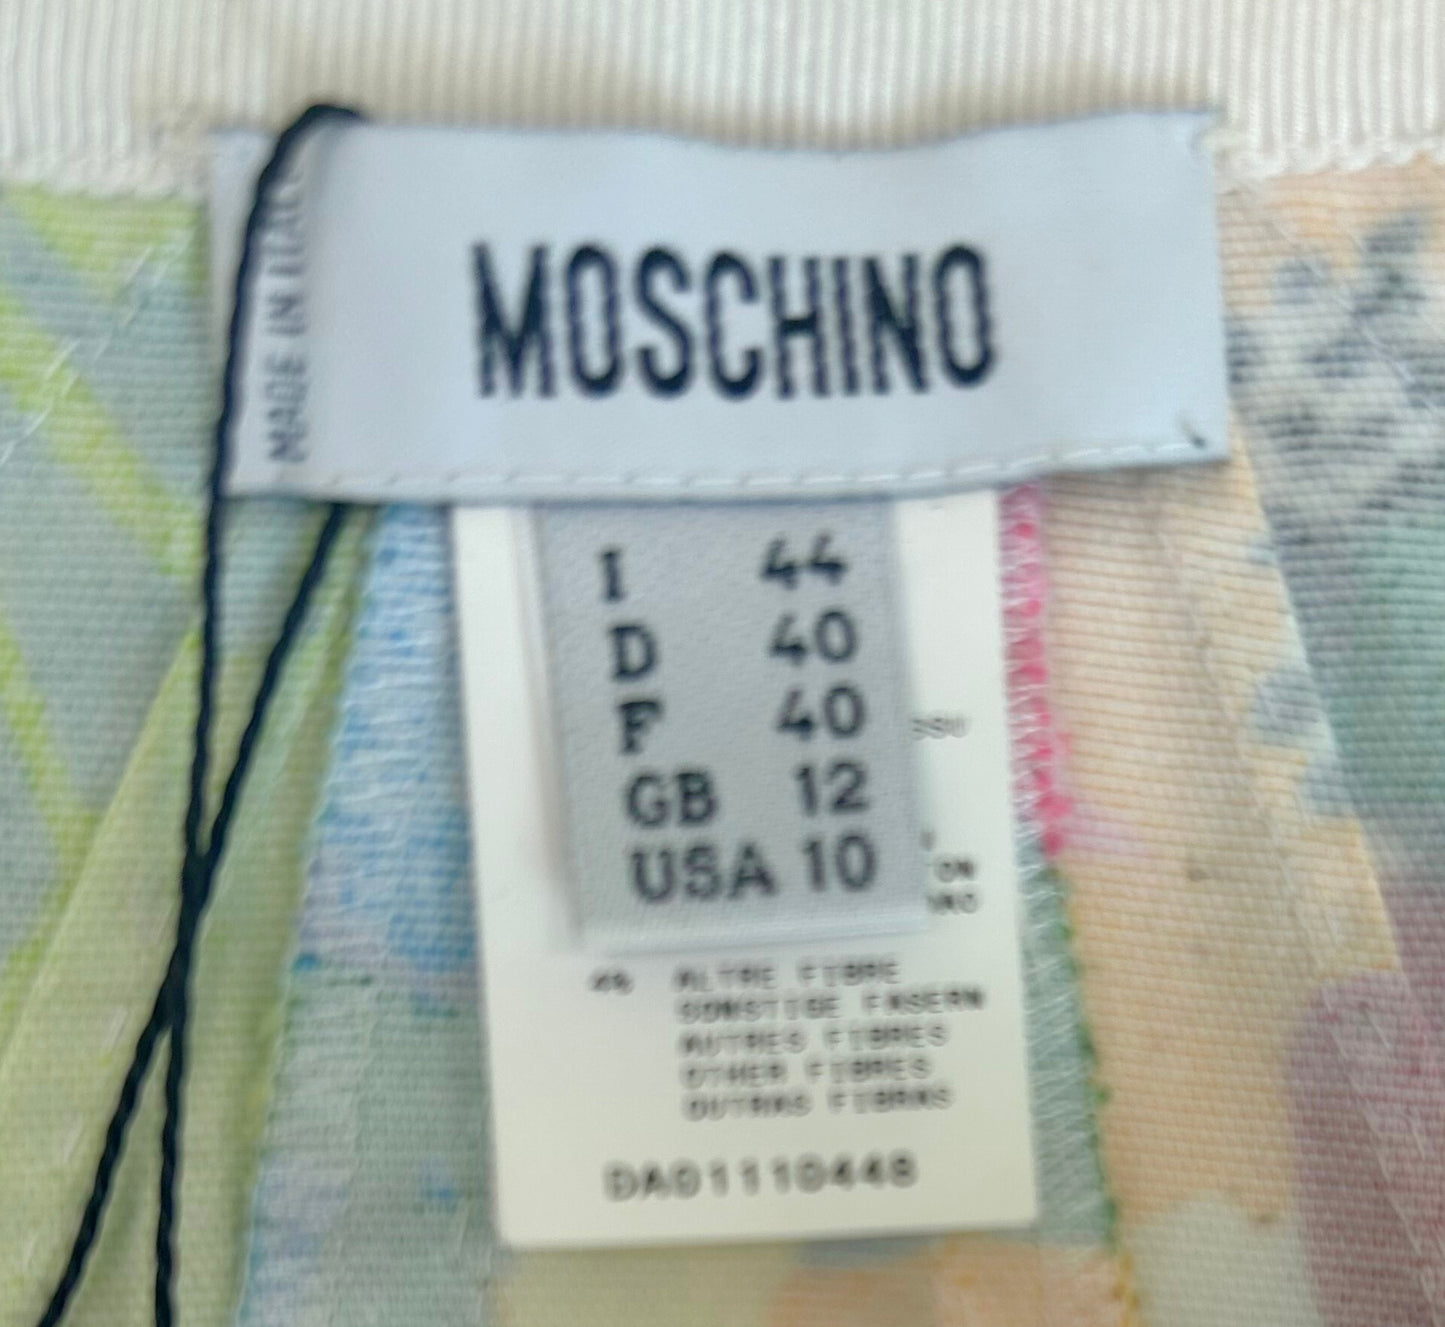 MADE IN ITALY
MOSCHINO
I 44
D 40
F 40
GB 12
USA 10
ALTRE FIBRE
SONSTIGE FASERN
AUTRES FIBRES
OTHER FIBRES
OUTRAS FIBRAS
DA01110448